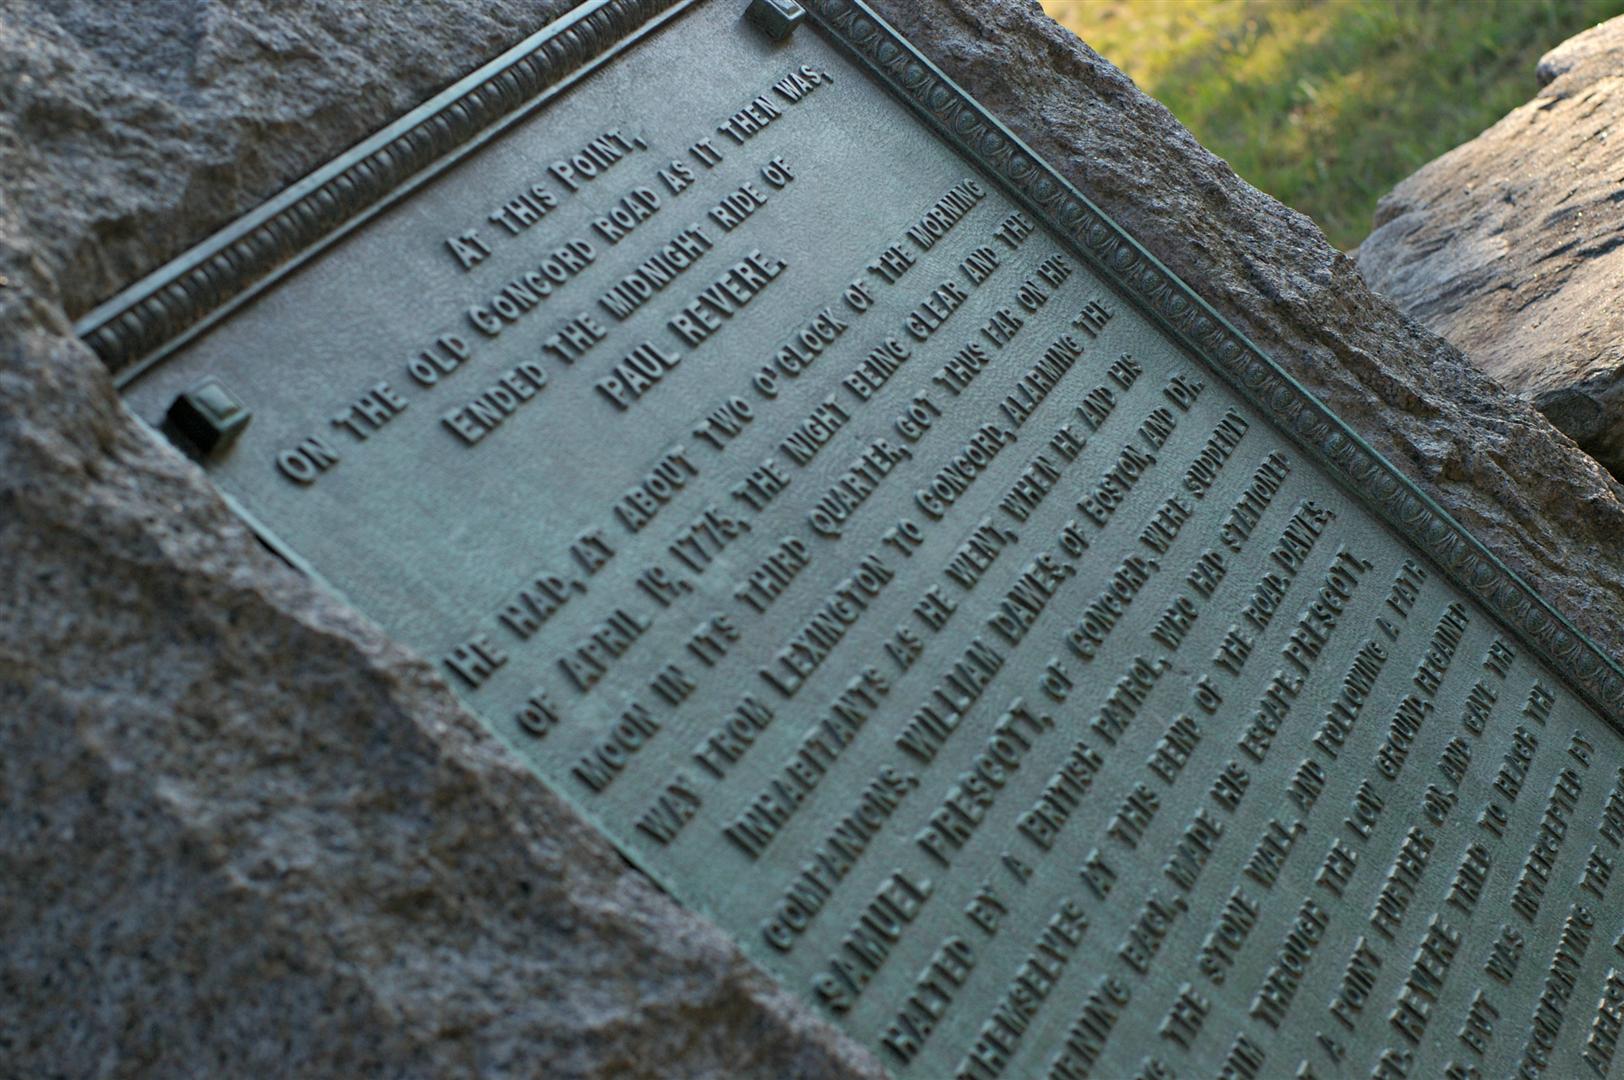 AT THIS POINT,
ON THE OLD CONCORD ROAD AS IT THEN WAS,
ENDED THE MIDNIGHT RIDE OF
PAUL REVERE.
HE HAD, AT ABOUT TWO O'CLOCK OF THE MORNING
OF APRIL 19, 1775, THE NIGHT BEING CLEAR AND THE
MOON IN ITS THIRD QUARTER, GOT THUS FAR ON HIS
WAY FROM LEXINGTON TO CONCORD, ALARMING THE
INHABITANTS AS HE WENT, WHEN HE AND HIS
COMPANIONS, WILLIAM DAWES, OF BOSTON, AND DR.
SAMUEL PRESCOTT, OF CONCORD, WERE SUDDENLY
HALTED BY A BRITISH PATROL, WHO HAD STATIONED
THEMSELVES AT THIS BEND OF THE ROAD. DAWES,
BACK, MADE HIS ESCAPE. PRESCOTT,
THE STONE WALL, AND FOLLOWING A PATH
THROUGH THE LOW GROUND, REGAINED
A POINT FURTHER ON, AND GAVE THE
REVERE TRIED TO REACH THE
BUT WAS INTERCEPTED BY
THE